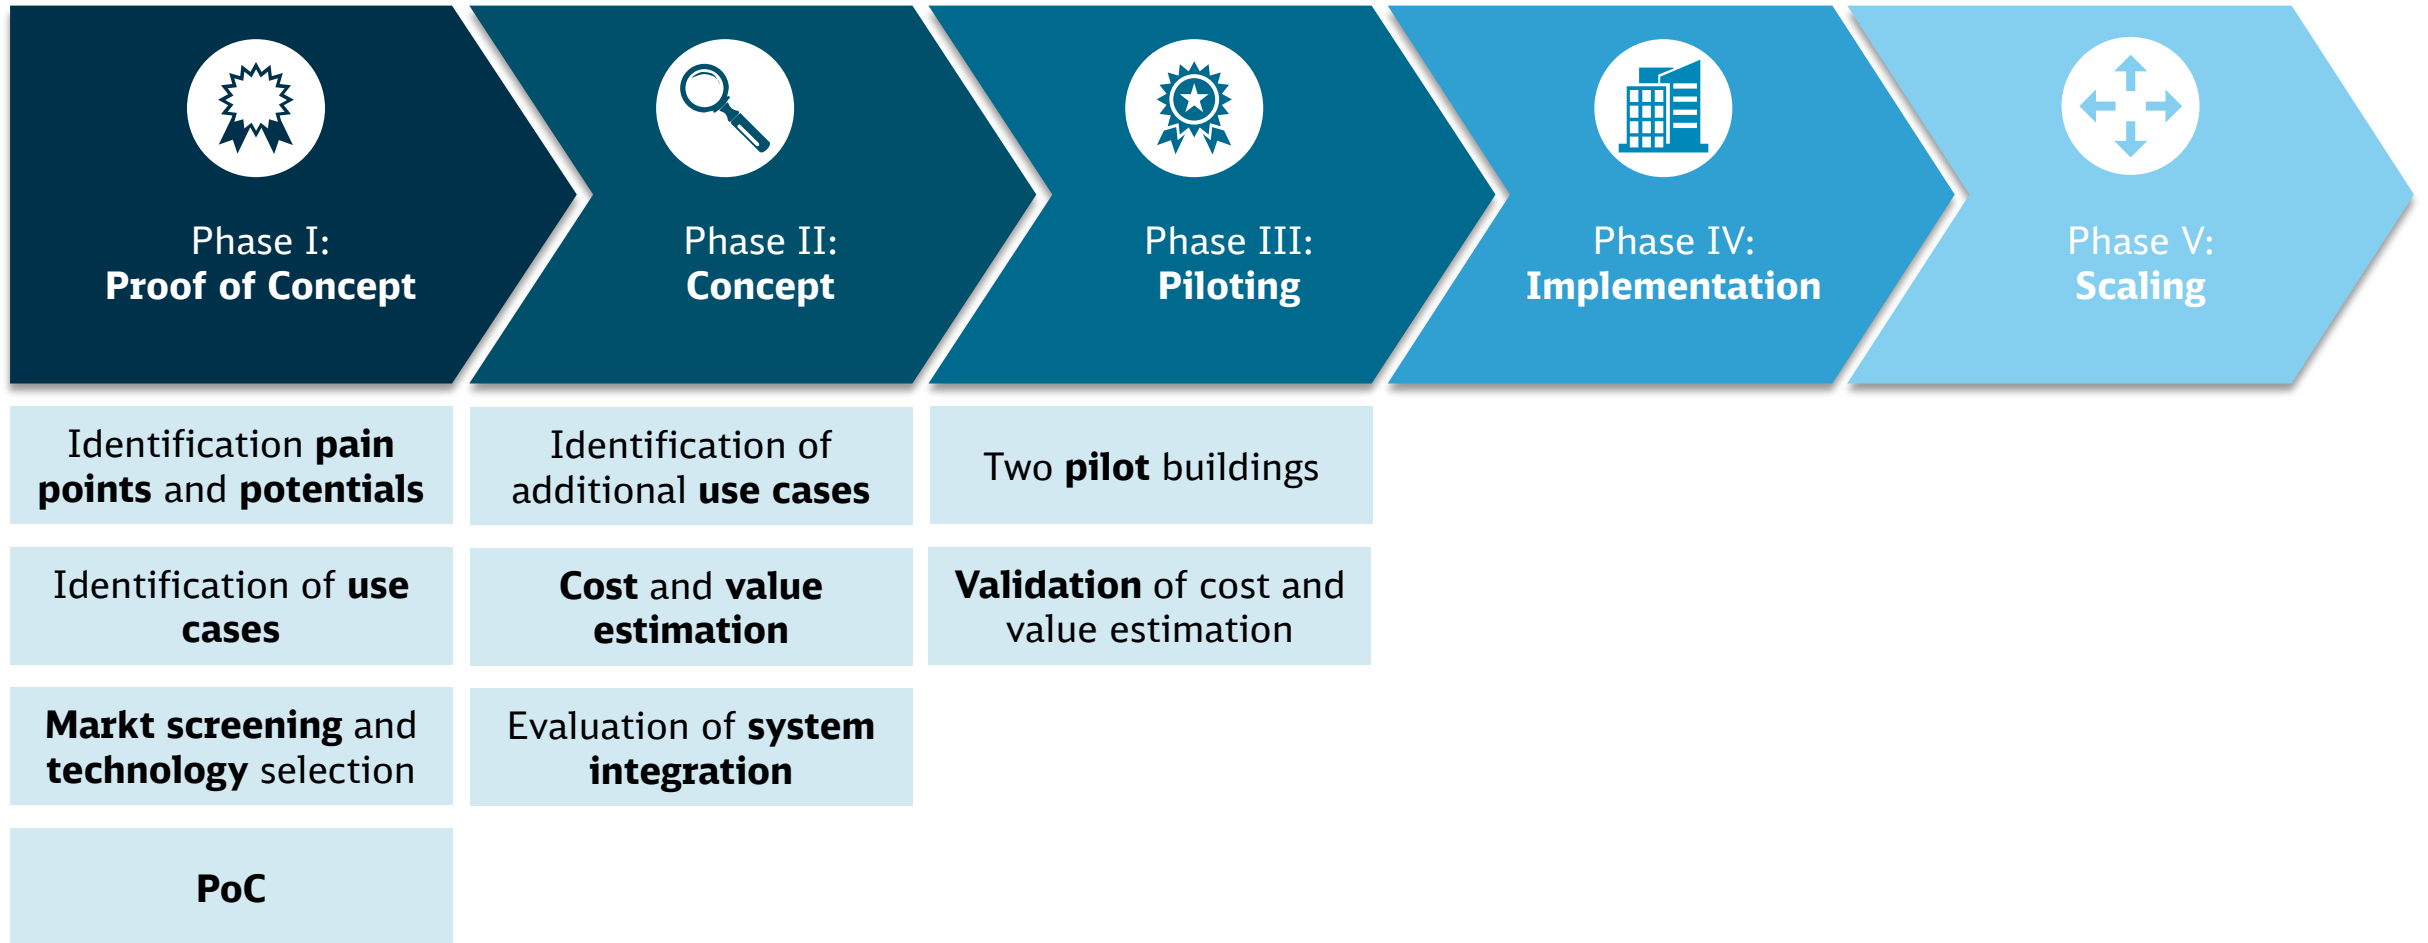 Phase I:
Proof of Concept
Phase II:
Concept
Phase III:
Piloting
Phase IV:
Implementation
Phase V:
Scaling
Identification pain
points and potentials
Identification of use
cases
Markt screening and
technology selection
PoC
Identification of
additional use cases
Cost and value
estimation
Evaluation of system
integration
Two pilot buildings
Validation of cost and
value estimation